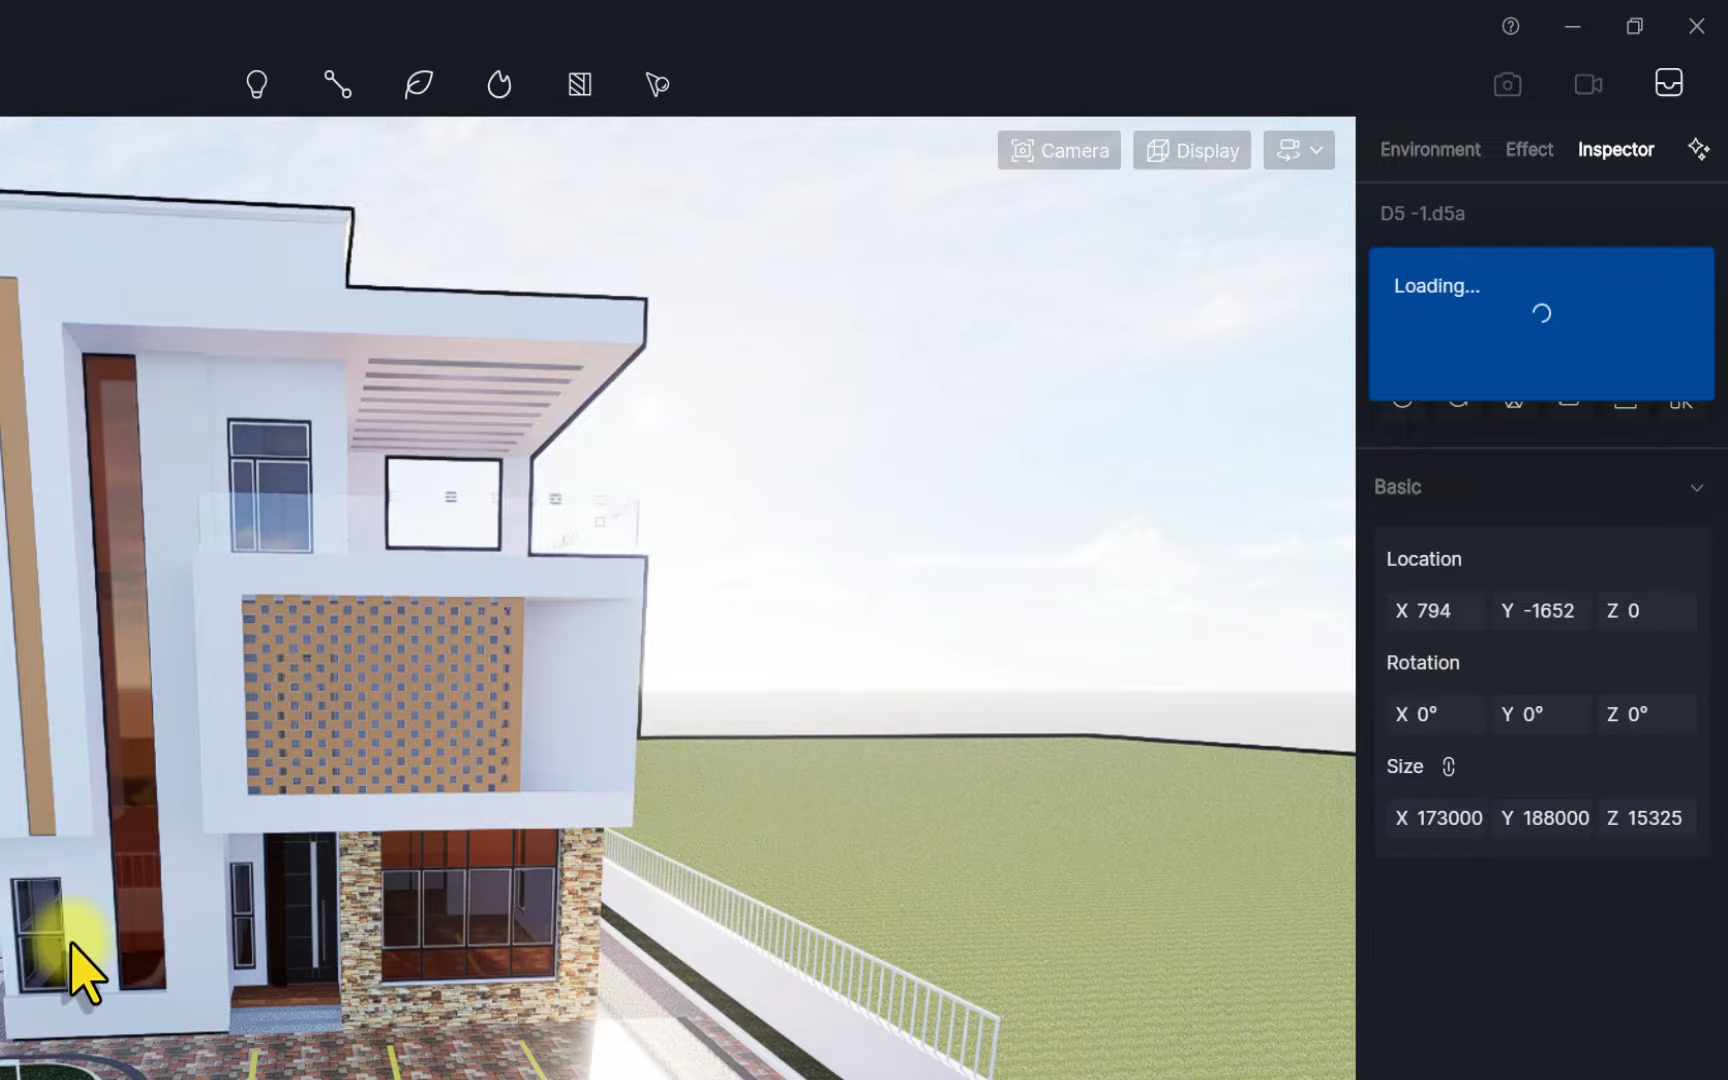 Camera
Display
Environment Effect Inspector
D5 -1.d5a
Loading...
Basic
Location
X 794 Y -1652 Z 0
Rotation
X 0° Y 0° Z 0°
Size
X 173000 Y 188000 Z 15325